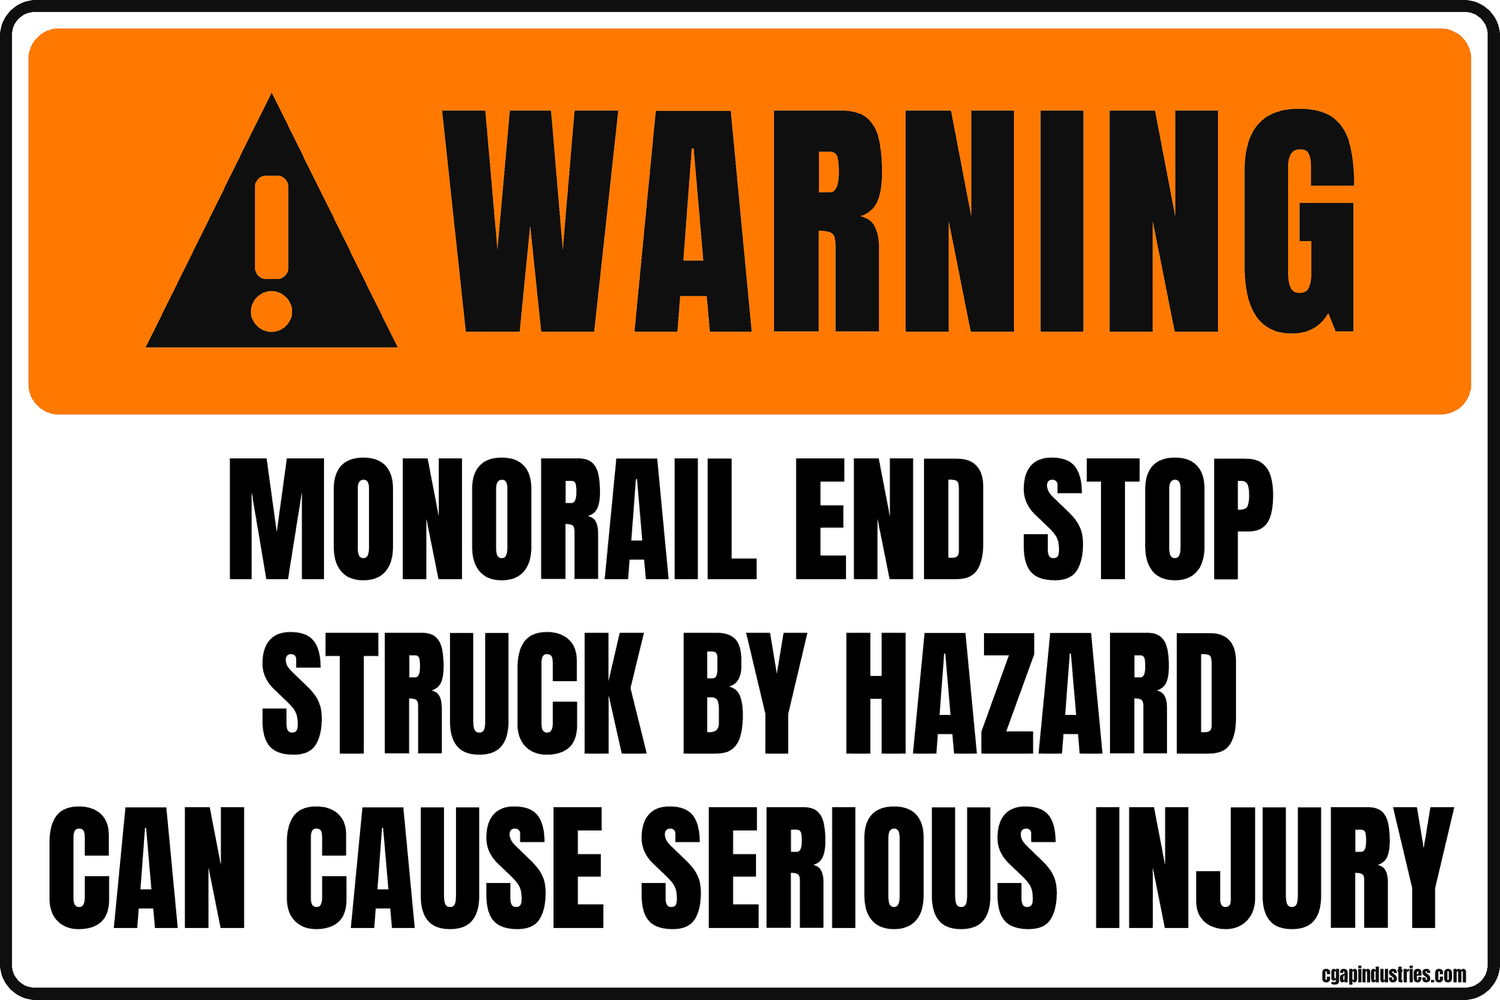 WARNING
MONORAIL END STOP
STRUCK BY HAZARD
CAN CAUSE SERIOUS INJURY
cgapindustries.com